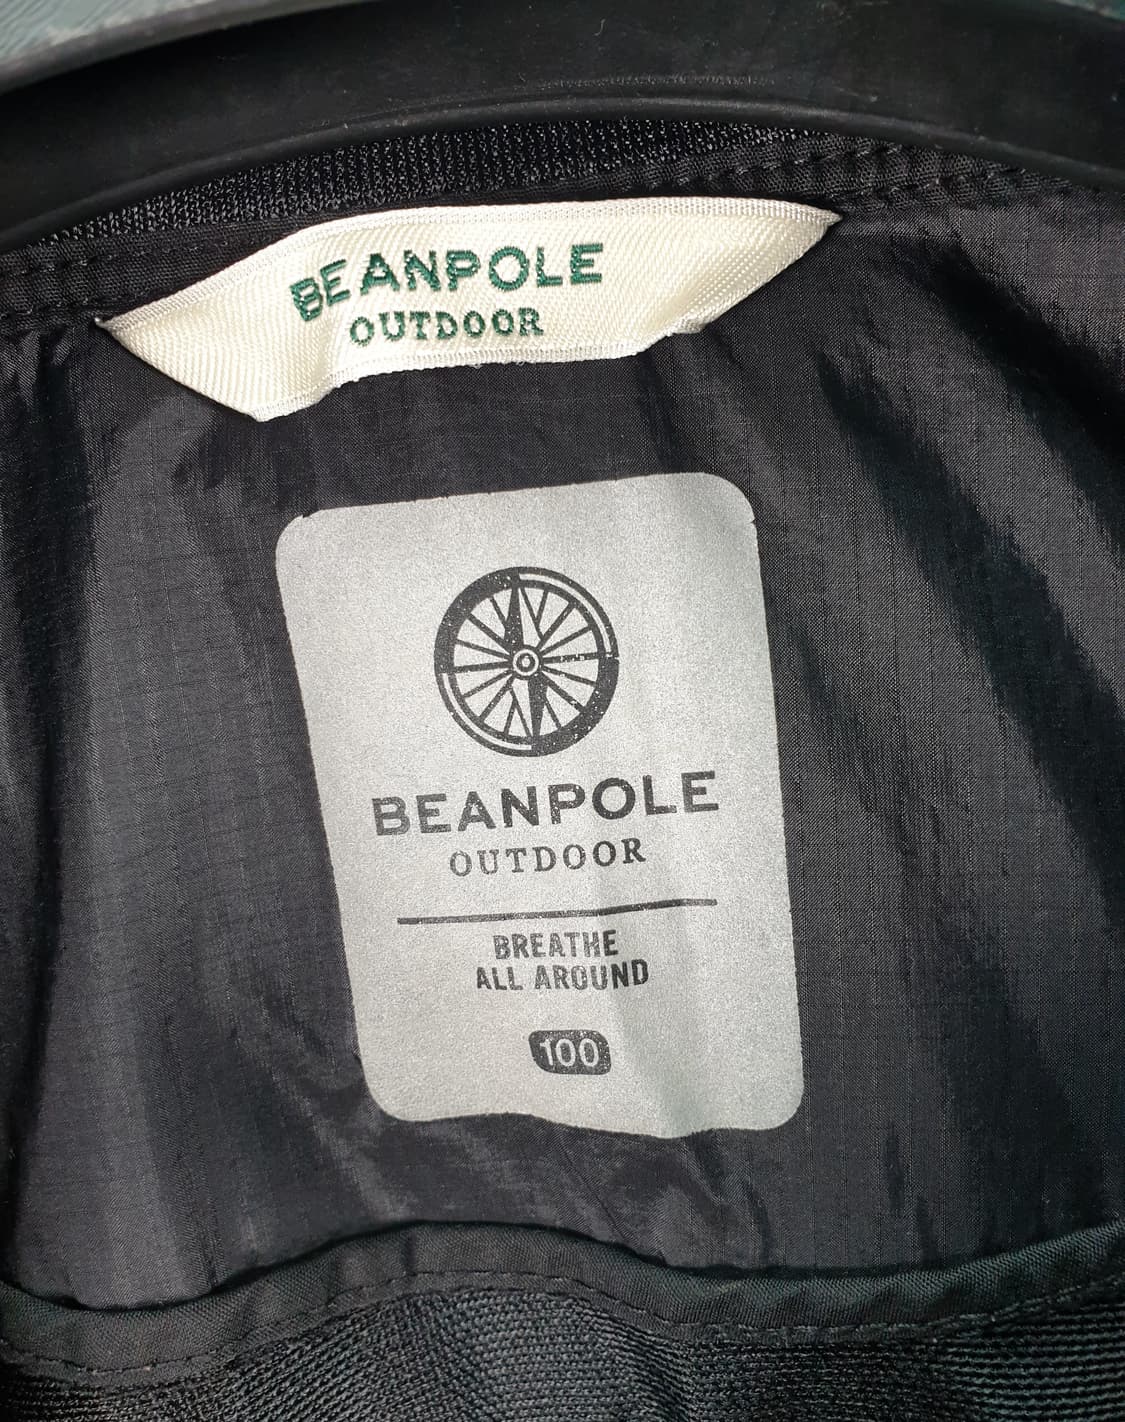 BEANPOLE
OUTDOOR
BEANPOLE
OUTDOOR
BREATHE
ALL AROUND
100